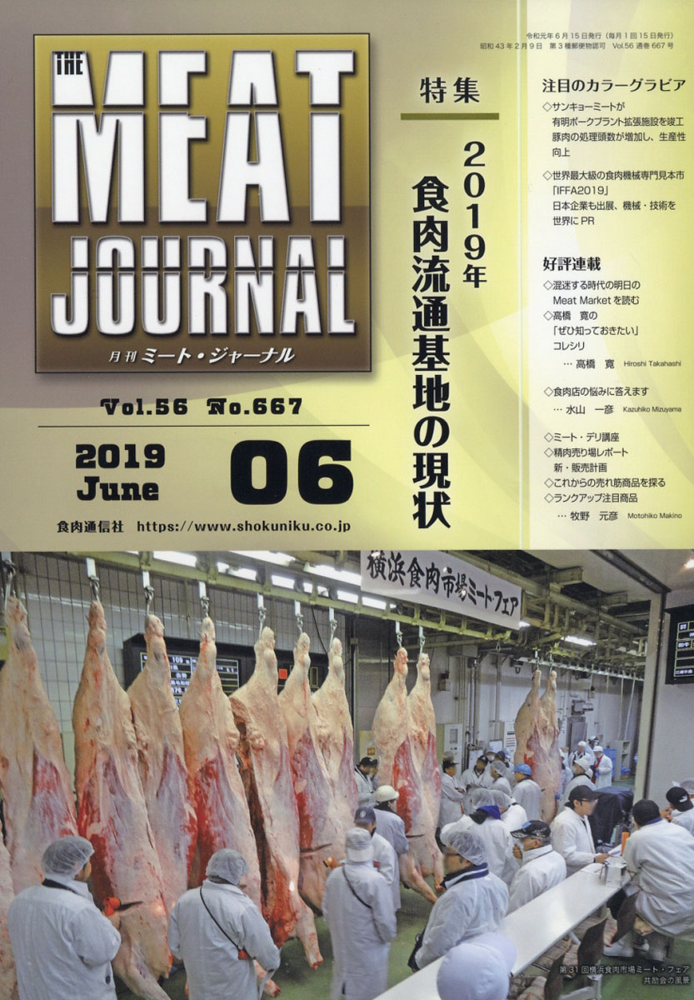 令和元年6月15日発行（毎月1回15日発行）
昭和43年2月9日　第3種郵便物認可　Vol.56 通巻667号
THE
MEAT
JOURNAL
月刊 ミート・ジャーナル
Vol.56 No.667
2019
June
06
食肉通信社 https://www.shokuniku.co.jp
特集
2019年
食肉流通基地の現状
注目のカラーグラビア
◇サンキョーミートが
有明ポークプラント拡張施設を竣工
豚肉の処理頭数が増加し、生産性
向上
◇世界最大級の食肉機械専門見本市
「IFFA2019」
日本企業も出展、機械・技術を
世界にPR
好評連載
◇混迷する時代の明日の
Meat Marketを読む
◇高橋 寛の
「ぜひ知っておきたい」
コレシリ
…高橋 寛 Hiroshi Takahashi
◇食肉店の悩みに答えます
…水山 一彦 Kazuhiko Mizuyama
◇ミート・デリ講座
◇精肉売り場レポート
新・販売計画
◇これからの売れ筋商品を探る
◇ランクアップ注目商品
…牧野 元彦 Motohiko Makino
横浜食肉市場ミート・フェア
第31回横浜食肉市場ミート・フェア
共励会の風景